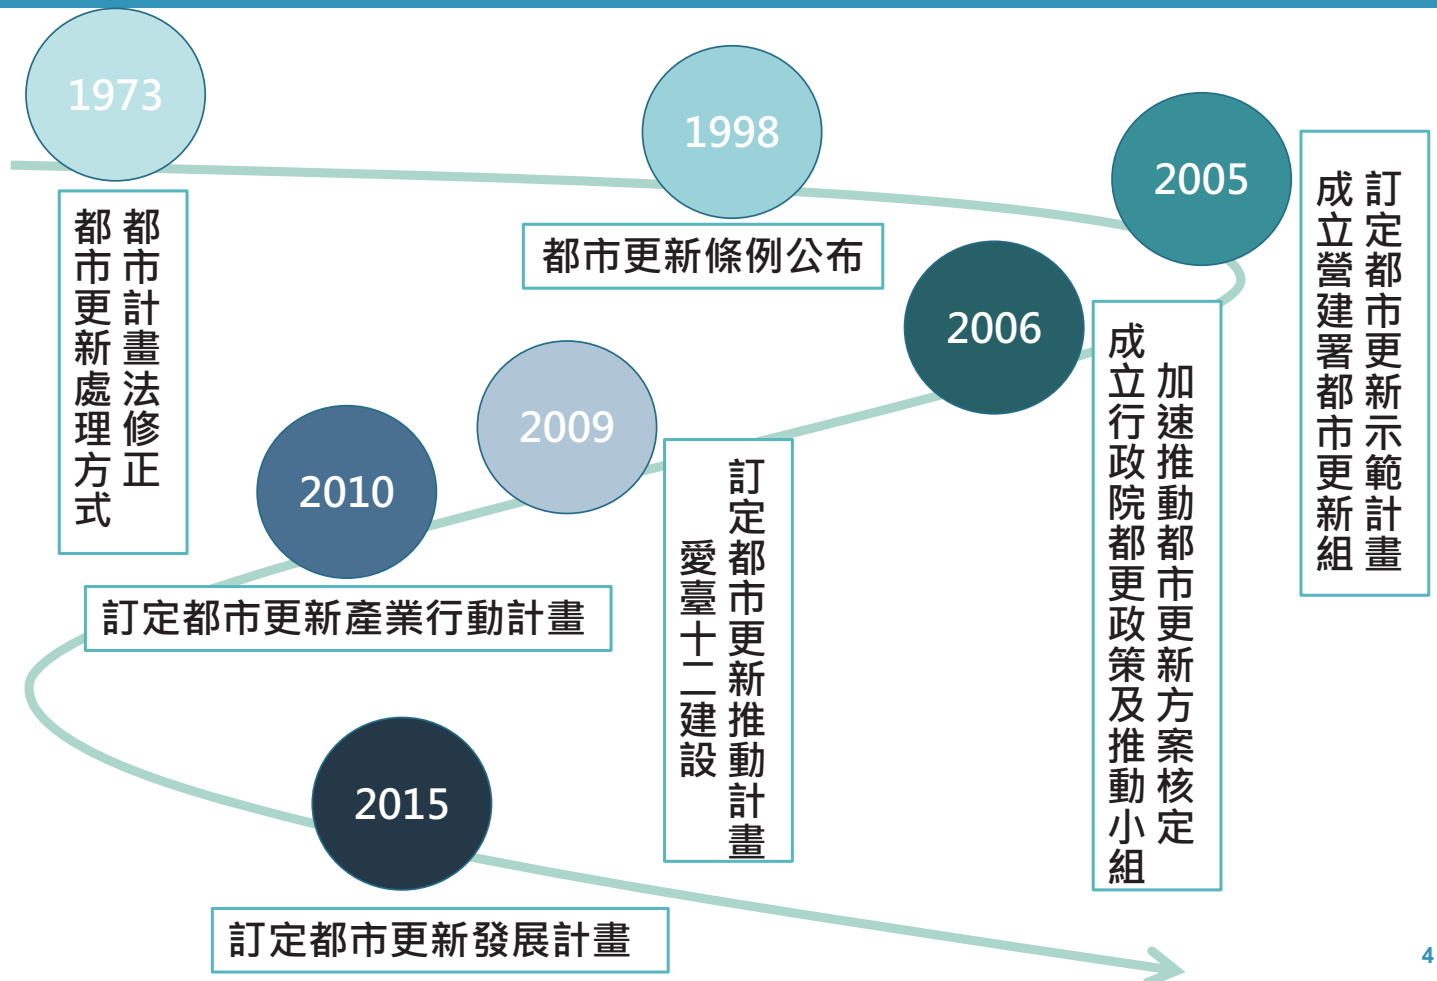 1973
都市計畫法修正
都市更新處理方式
1998
都市更新條例公布
2005
訂定都市更新示範計畫
成立營建署都市更新組
2006
加速推動都市更新方案核定
成立行政院都更政策及推動小組
2009
訂定都市更新推動計畫
愛臺十二建設
2010
訂定都市更新產業行動計畫
2015
訂定都市更新發展計畫
4